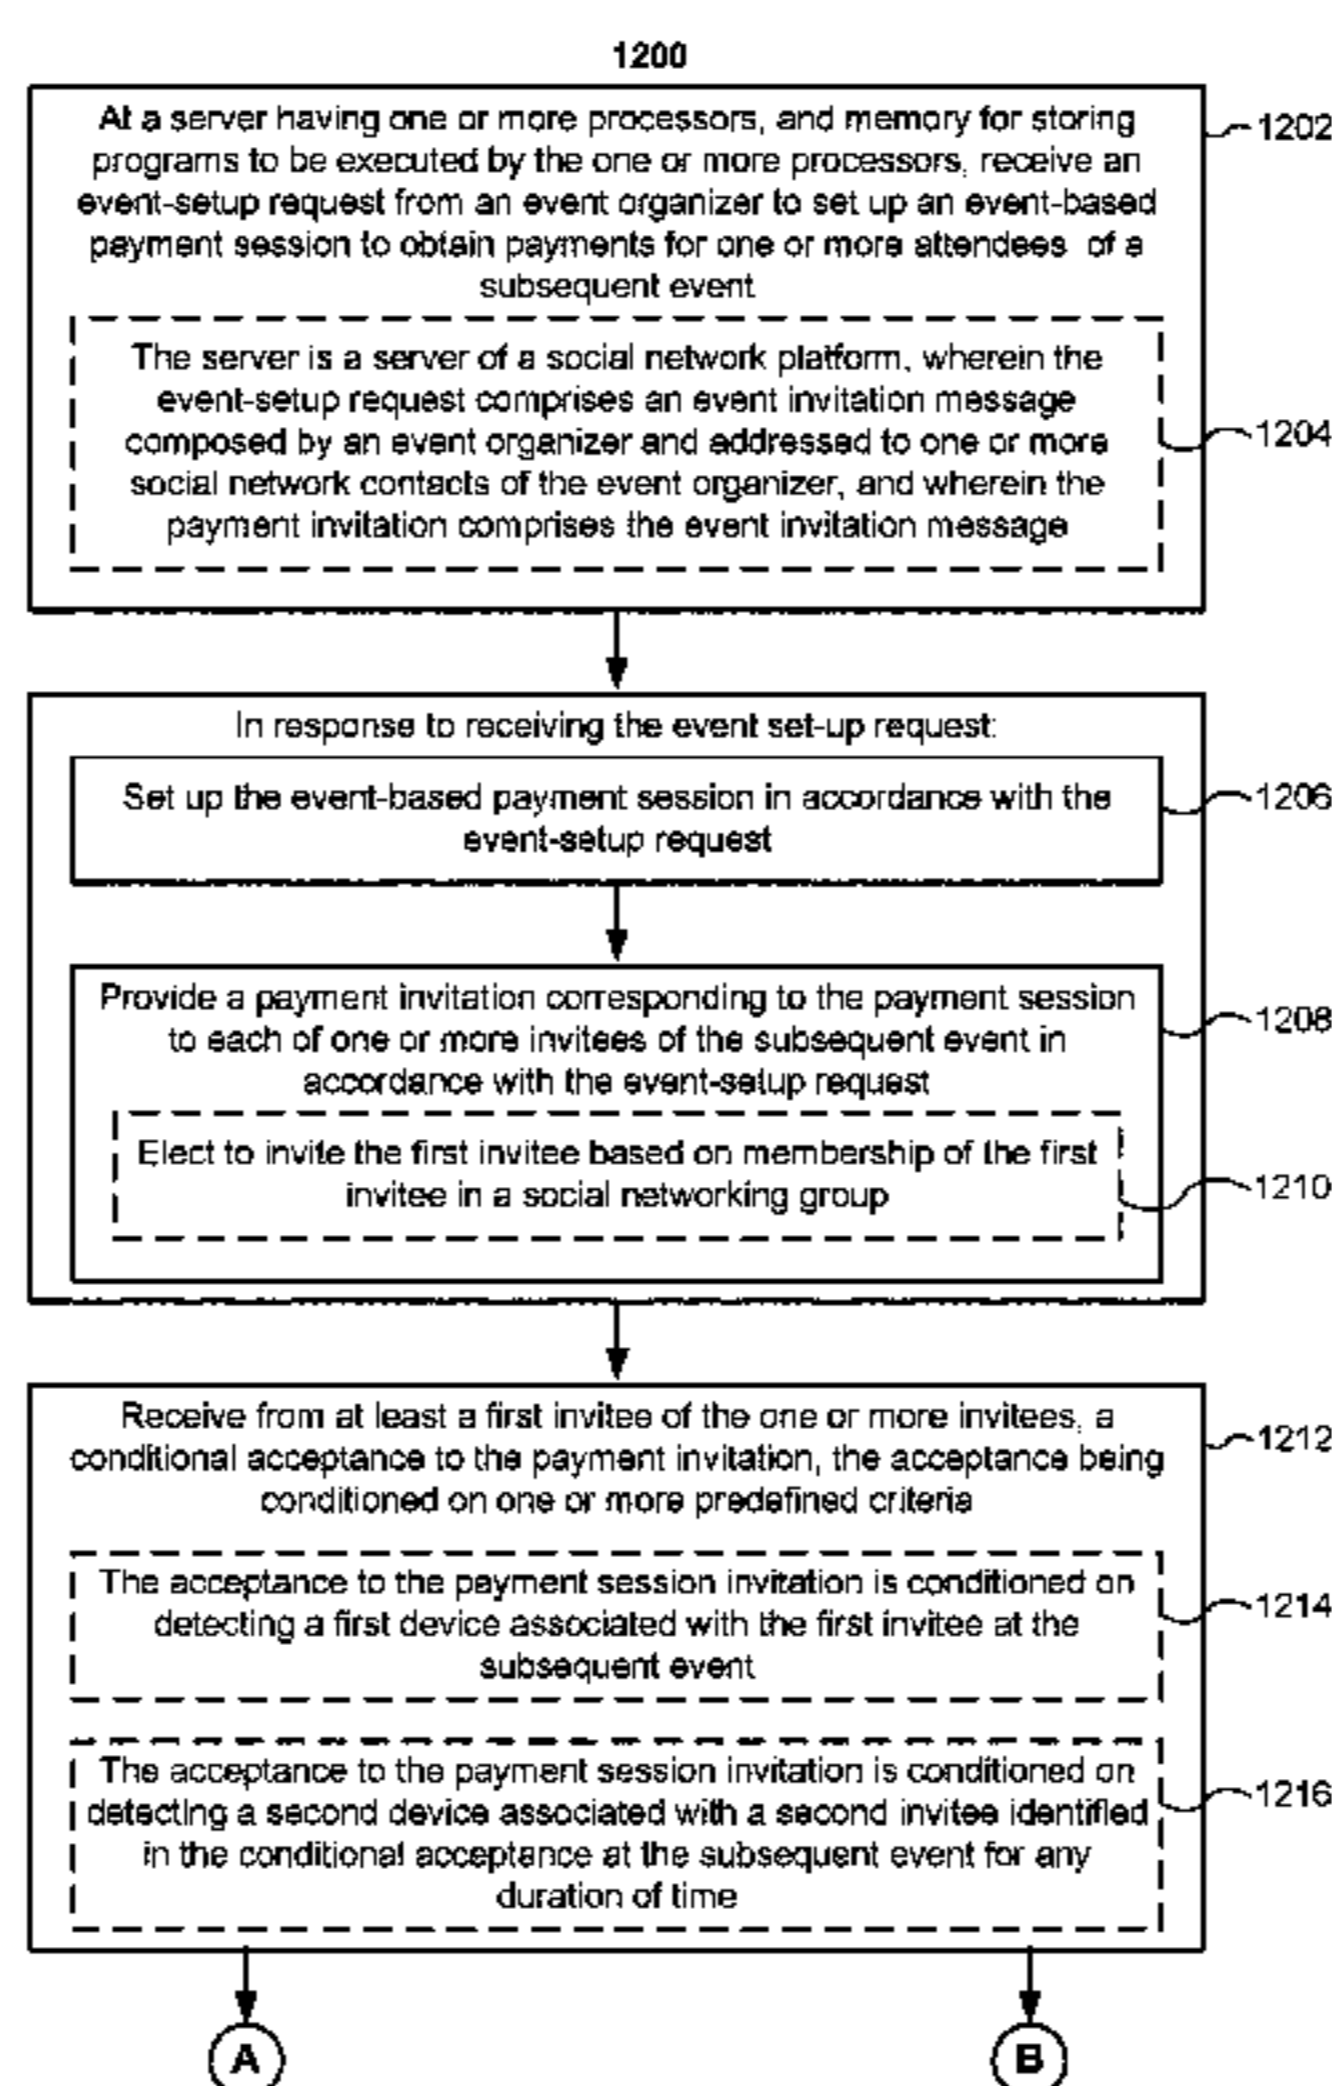 1200
At a server having one or more processors, and memory for storing
programs to be executed by the one or more processors, receive an
event-setup request from an event organizer to set up an event-based
payment session to obtain payments for one or more attendees of a
subsequent event
1202
The server is a server of a social network platform, wherein the
event-setup request comprises an event invitation message
composed by an event organizer and addressed to one or more
social network contacts of the event organizer, and wherein the
payment invitation comprises the event invitation message
1204
In response to receiving the event set-up request:
Set up the event-based payment session in accordance with the
event-setup request
1206
Provide a payment invitation corresponding to the payment session
to each of one or more invitees of the subsequent event in
accordance with the event-setup request
1208
Elect to invite the first invitee based on membership of the first
invitee in a social networking group
1210
Receive from at least a first invitee of the one or more invitees, a
conditional acceptance to the payment invitation, the acceptance being
conditioned on one or more predefined criteria
1212
The acceptance to the payment session invitation is conditioned on
detecting a first device associated with the first invitee at the
subsequent event
1214
The acceptance to the payment session invitation is conditioned on
detecting a second device associated with a second invitee identified
in the conditional acceptance at the subsequent event for any
duration of time
1216
A
B